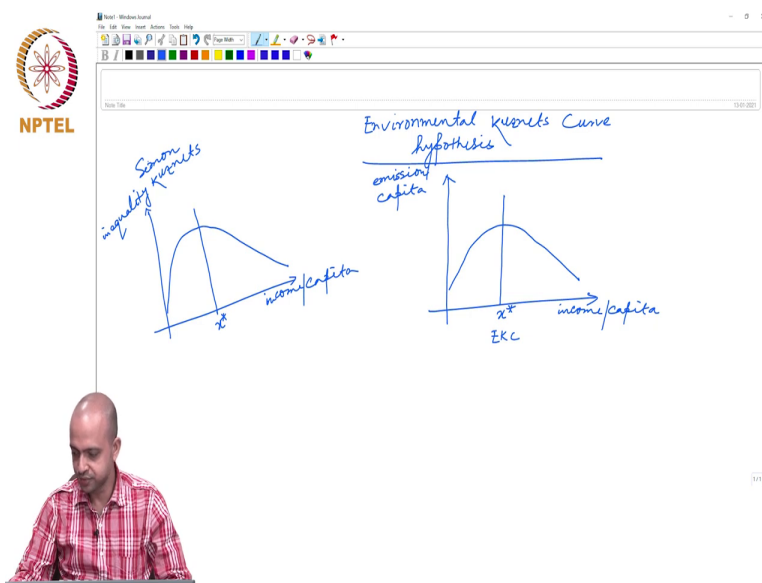 Note1 - Windows Journal
File Edit View Insert Actions Tools Help
Page Width
B I
Note Title
13-01-2021
NPTEL
Environmental Kuznets Curve
hypothesis
Simon
Kuznets
inequality
income/capita
x*
emission/
capita
income/capita
x*
EKC
1/1